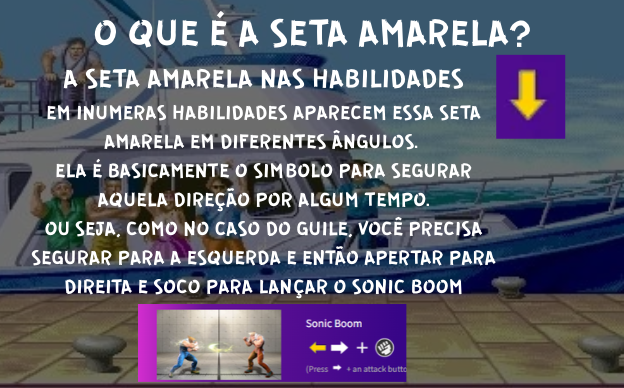 O QUE É A SETA AMARELA?
A SETA AMARELA NAS HABILIDADES
EM INUMERAS HABILIDADES APARECEM ESSA SETA
AMARELA EM DIFERENTES ÂNGULOS.
ELA É BASICAMENTE O SIMBOLO PARA SEGURAR
AQUELA DIREÇÃO POR ALGUM TEMPO.
OU SEJA, COMO NO CASO DO GUILE, VOCÊ PRECISA
SEGURAR PARA A ESQUERDA E ENTÃO APERTAR PARA
DIREITA E SOCO PARA LANÇAR O SONIC BOOM
Sonic Boom
(Press ➡ + an attack butto